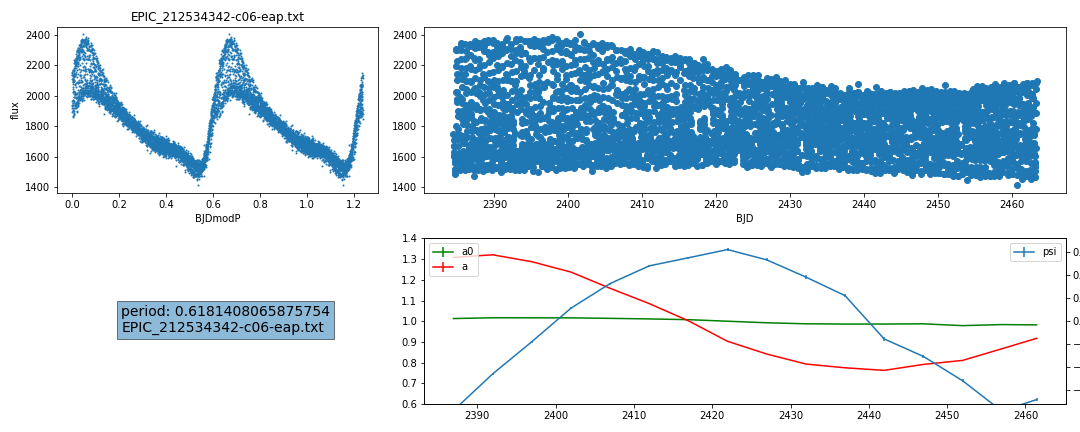 EPIC_212534342-c06-eap.txt
2400
2200
2000
1800
1600
1400
flux
0.0 0.2 0.4 0.6 0.8 1.0 1.2
BJDmodP
2400
2200
2000
1800
1600
1400
2390 2400 2410 2420 2430 2440 2450 2460
BJD
period: 0.6181408065875754
EPIC_212534342-c06-eap.txt
1.4
1.3
1.2
1.1
1.0
0.9
0.8
0.7
0.6
a0
a
psi
2390 2400 2410 2420 2430 2440 2450 2460